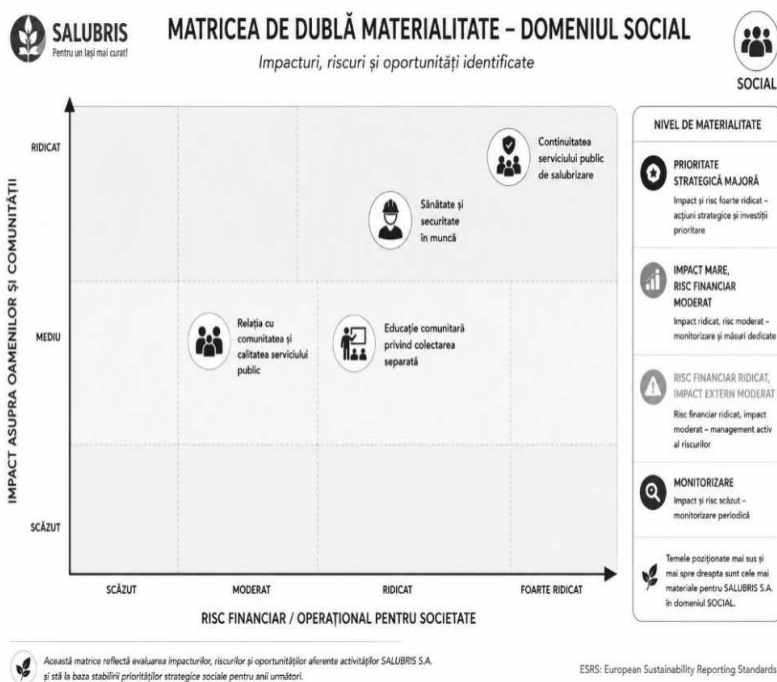 SALUBRIS
Pentru un Iași mai curat!
MATRICEA DE DUBLĂ MATERIALITATE – DOMENIUL SOCIAL
Impacturi, riscuri și oportunități identificate
SOCIAL
IMPACT ASUPRA OAMENILOR ȘI COMUNITĂȚII
RIDICAT
MEDIU
SCĂZUT
Continuitatea
serviciului public
de salubrizare
Sănătate și
securitate
în muncă
Relația cu
comunitatea și
calitatea serviciului
public
Educație comunitară
privind colectarea
separată
SCĂZUT
MODERAT
RIDICAT
FOARTE RIDICAT
RISC FINANCIAR / OPERAȚIONAL PENTRU SOCIETATE
NIVEL DE MATERIALITATE
PRIORITATE
STRATEGICĂ MAJORĂ
Impact și risc foarte ridicat –
acțiuni strategice și investiții
prioritare
IMPACT MARE,
RISC FINANCIAR
MODERAT
Impact ridicat, risc moderat –
monitorizare și măsuri dedicate
RISC FINANCIAR RIDICAT,
IMPACT EXTERN MODERAT
Risc financiar ridicat, impact
moderat – management activ
al riscurilor
MONITORIZARE
Impact și risc scăzut –
monitorizare periodică
Temele poziționate mai sus și
mai spre dreapta sunt cele mai
materiale pentru SALUBRIS S.A.
în domeniul SOCIAL.
Această matrice reflectă evaluarea impacturilor, riscurilor și oportunităților aferente activităților SALUBRIS S.A.
și stă la baza stabilirii priorităților strategice sociale pentru anii următori.
ESRS: European Sustainability Reporting Standards